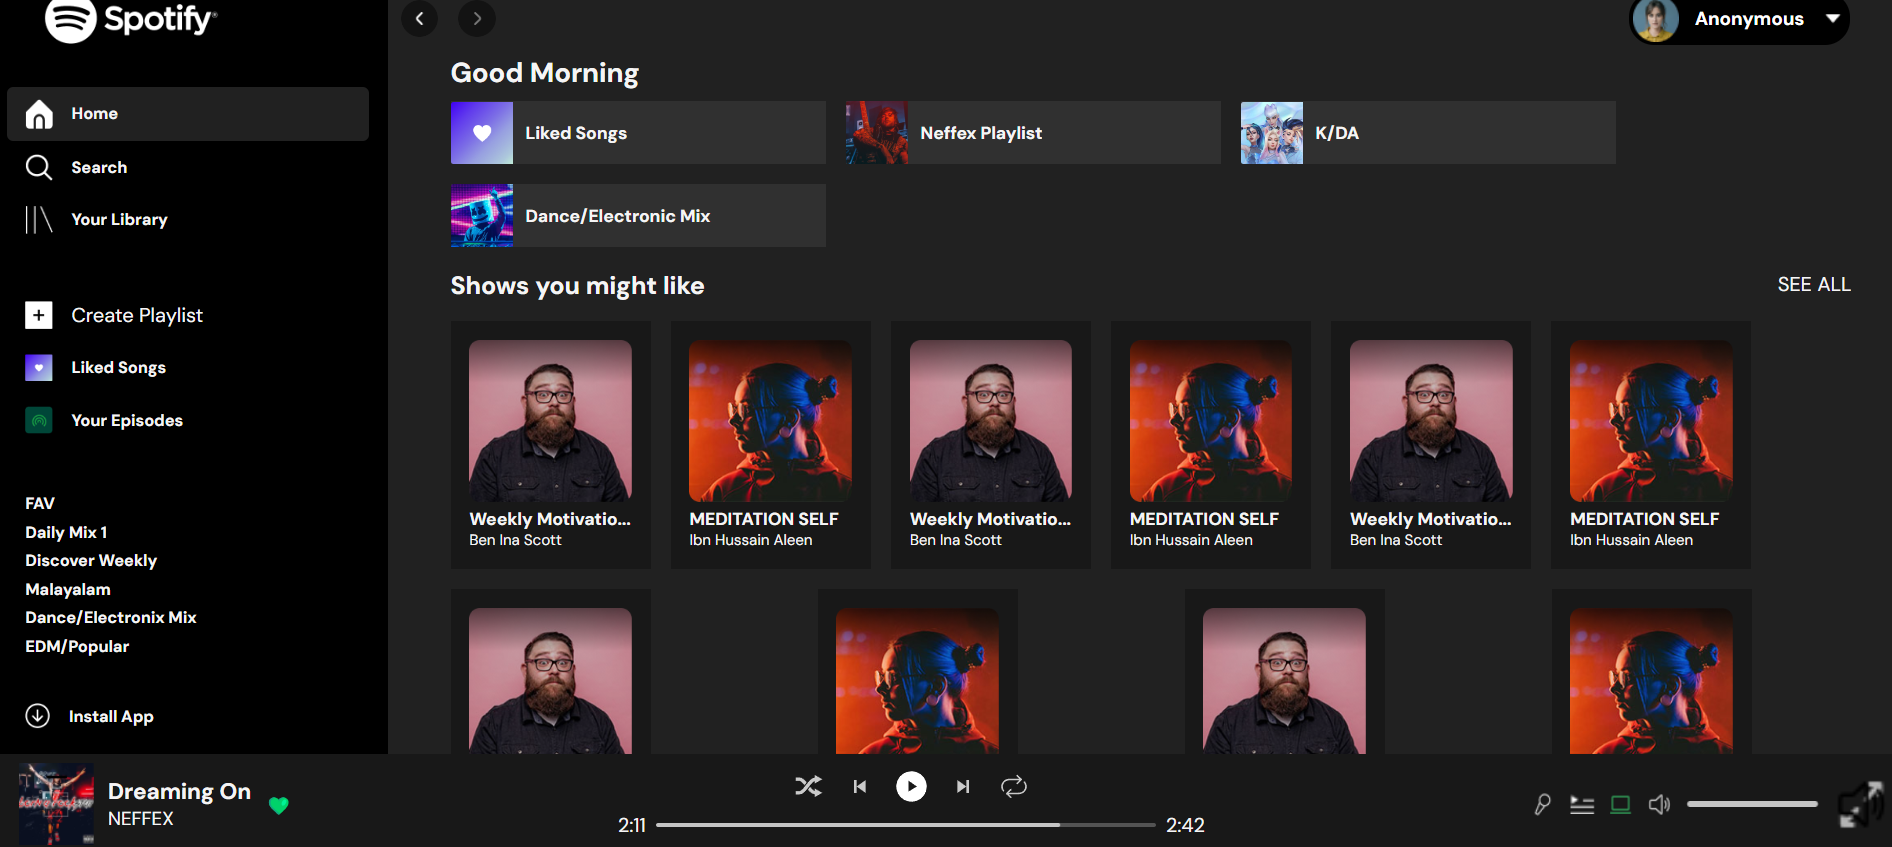 Spotify®
Home
Search
Your Library
Create Playlist
Liked Songs
Your Episodes
FAV
Daily Mix 1
Discover Weekly
Malayalam
Dance/Electronix Mix
EDM/Popular
Install App
Anonymous
Good Morning
Liked Songs
Neffex Playlist
K/DA
Dance/Electronic Mix
Shows you might like
SEE ALL
Weekly Motivatio...
Ben Ina Scott
MEDITATION SELF
Ibn Hussain Aleen
Weekly Motivatio...
Ben Ina Scott
MEDITATION SELF
Ibn Hussain Aleen
Weekly Motivatio...
Ben Ina Scott
MEDITATION SELF
Ibn Hussain Aleen
Dreaming On
NEFFEX
2:11
2:42